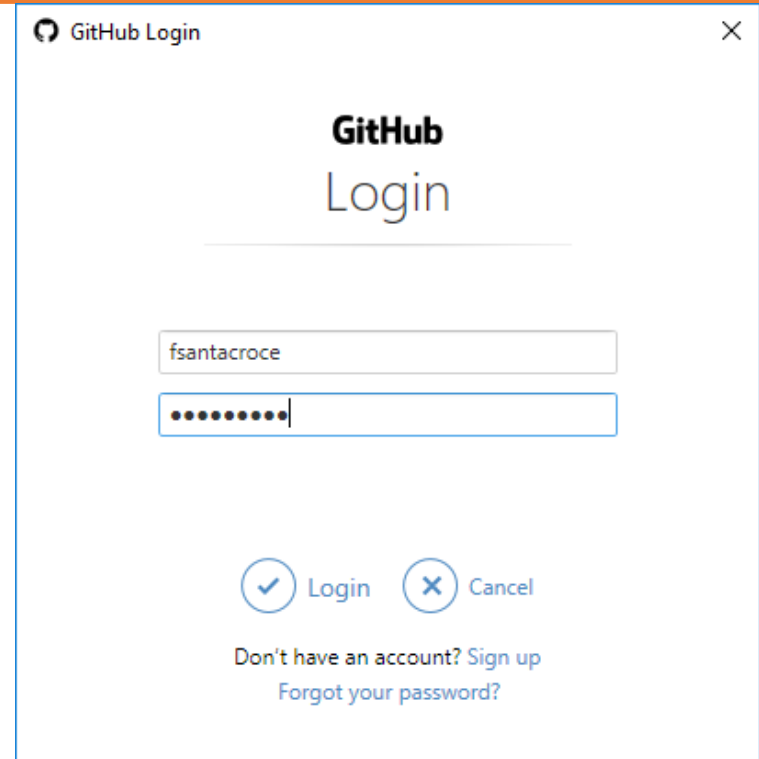 GitHub Login
GitHub
Login
fsantacroce
●●●●●●●●●
Login Cancel
Don't have an account? Sign up
Forgot your password?